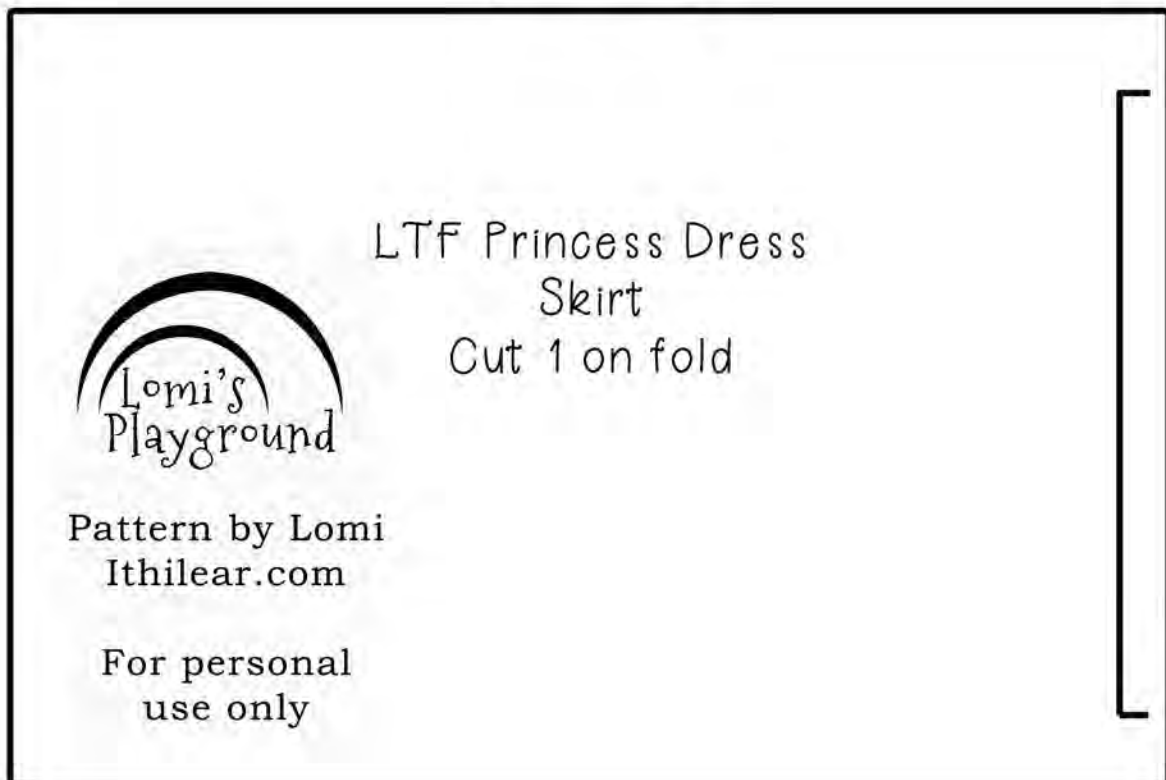 LTF Princess Dress
Skirt
Cut 1 on fold
Lomi's
Playground
Pattern by Lomi
Ithilear.com
For personal
use only